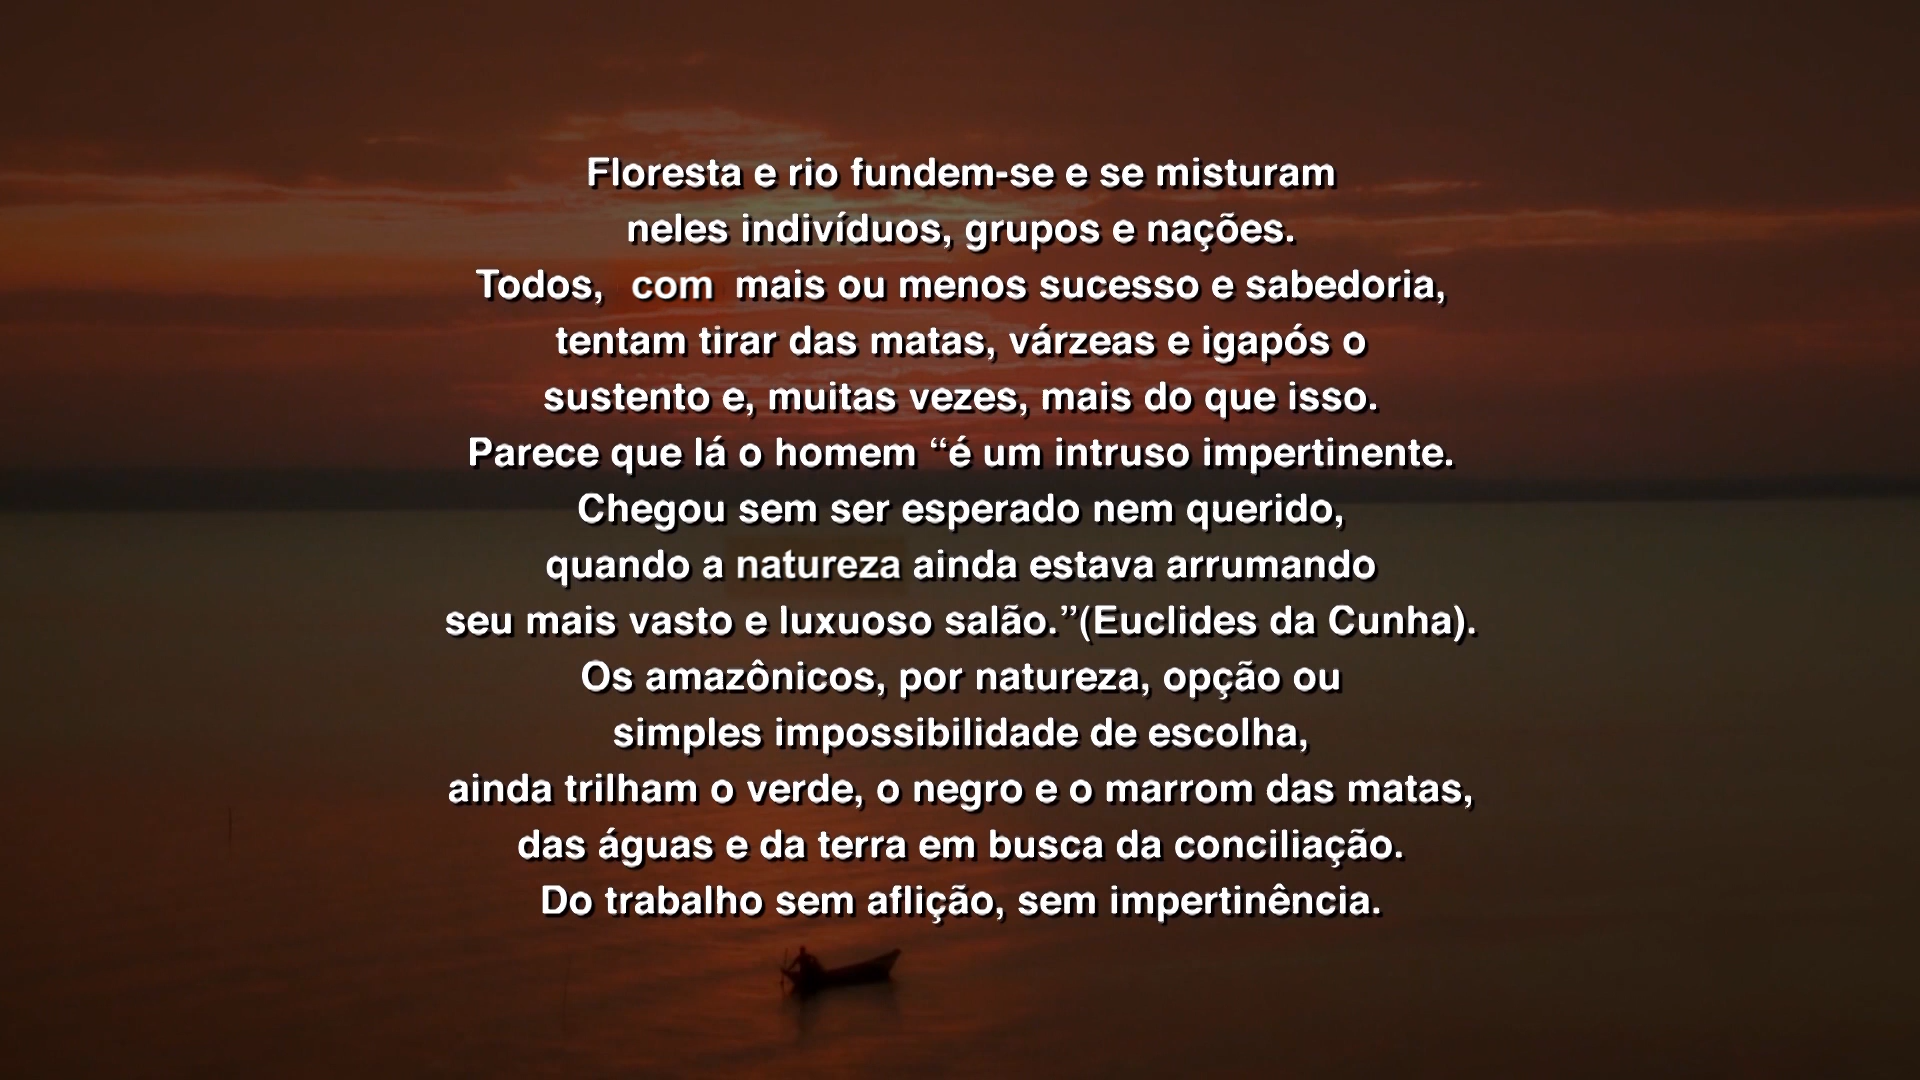 Floresta e rio fundem-se e se misturam
neles indivíduos, grupos e nações.
Todos, com mais ou menos sucesso e sabedoria,
tentam tirar das matas, várzeas e igapós o
sustento e, muitas vezes, mais do que isso.
Parece que lá o homem “é um intruso impertinente.
Chegou sem ser esperado nem querido,
quando a natureza ainda estava arrumando
seu mais vasto e luxuoso salão.”(Euclides da Cunha).
Os amazônicos, por natureza, opção ou
simples impossibilidade de escolha,
ainda trilham o verde, o negro e o marrom das matas,
das águas e da terra em busca da conciliação.
Do trabalho sem aflição, sem impertinência.